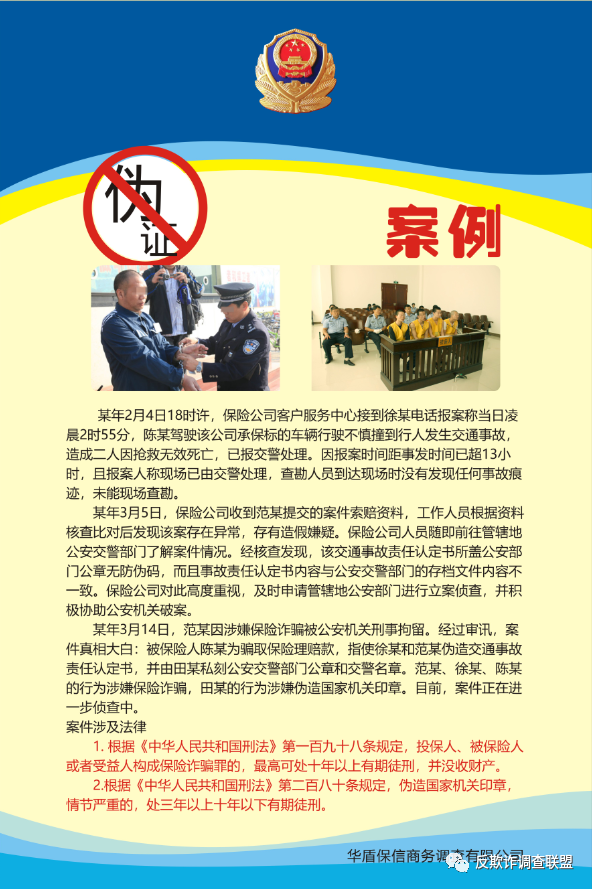 伪
证
案例
某年2月4日18时许，保险公司客户服务中心接到徐某电话报案称当日凌
晨2时55分，陈某驾驶该公司承保标的车辆行驶不慎撞到行人发生交通事故，
造成二人因抢救无效死亡，已报交警处理。因报案时间距事发时间已超13小
时，且报案人称现场已由交警处理，查勘人员到达现场时没有发现任何事故痕
迹，未能现场查勘。
某年3月5日，保险公司收到范某提交的案件索赔资料，工作人员根据资料
核查比对后发现该案存在异常，存有造假嫌疑。保险公司人员随即前往管辖地
公安交警部门了解案件情况。经核查发现，该交通事故责任认定书所盖公安部
门公章无防伪码，而且事故责任认定书内容与公安交警部门的存档文件内容不
一致。保险公司对此高度重视，及时申请管辖地公安部门进行立案侦查，并积
极协助公安机关破案。
某年3月14日，范某因涉嫌保险诈骗被公安机关刑事拘留。经过审讯，案
件真相大白：被保险人陈某为骗取保险理赔款，指使徐某和范某伪造交通事故
责任认定书，并由田某私刻公安交警部门公章和交警名章。范某、徐某、陈某
的行为涉嫌保险诈骗，田某的行为涉嫌伪造国家机关印章。目前，案件正在进
一步侦查中。
案件涉及法律
1. 根据《中华人民共和国刑法》第一百九十八条规定，投保人、被保险人
或者受益人构成保险诈骗罪的，最高可处十年以上有期徒刑，并没收财产。
2.根据《中华人民共和国刑法》第二百八十条规定，伪造国家机关印章，
情节严重的，处三年以上十年以下有期徒刑。
华盾保信商务调查有限公司
反欺诈调查联盟